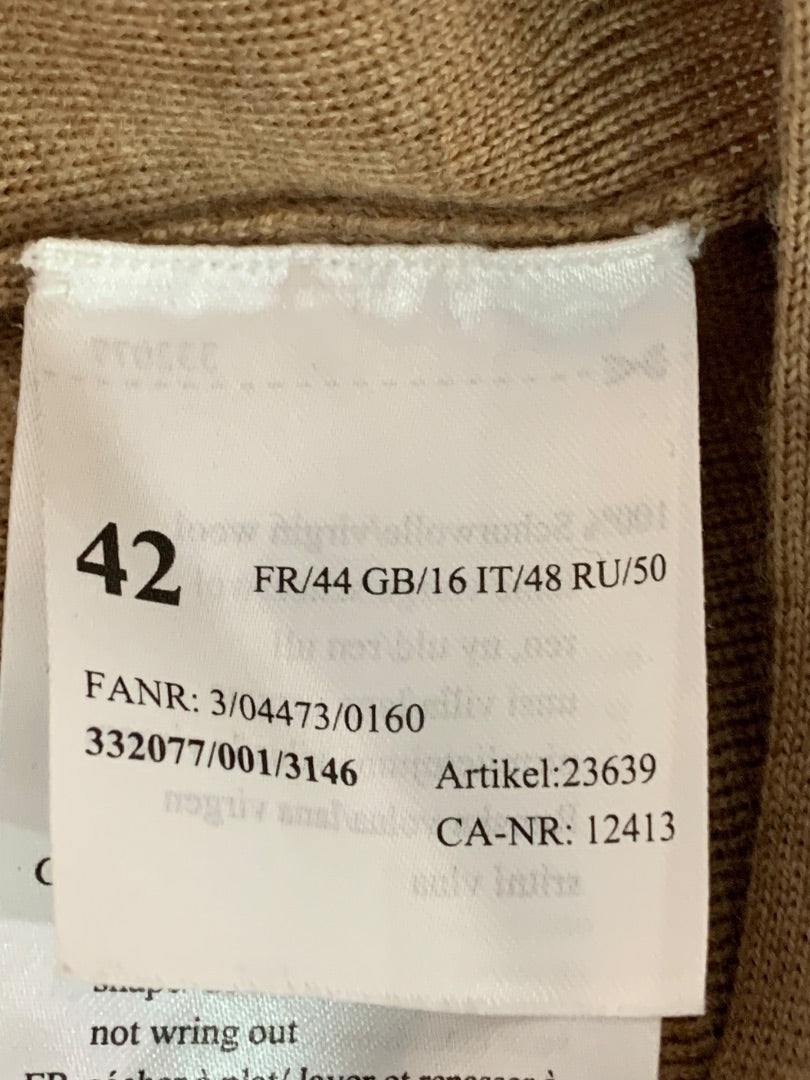 42
FR/44 GB/16 IT/48 RU/50
FANR: 3/04473/0160
332077/001/3146
Artikel:23639
CA-NR: 12413
not wring out